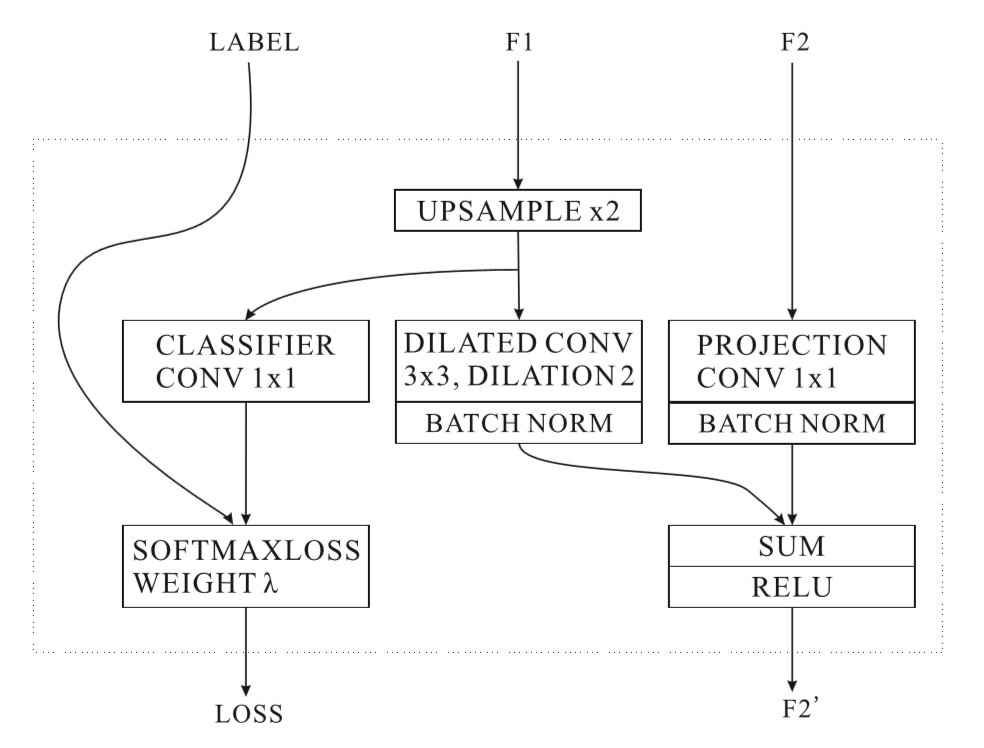 LABEL
F1
F2
UPSAMPLE x2
CLASSIFIER
CONV 1x1
DILATED CONV
3x3, DILATION 2
BATCH NORM
PROJECTION
CONV 1x1
BATCH NORM
SOFTMAXLOSS
WEIGHT λ
SUM
RELU
LOSS
F2’